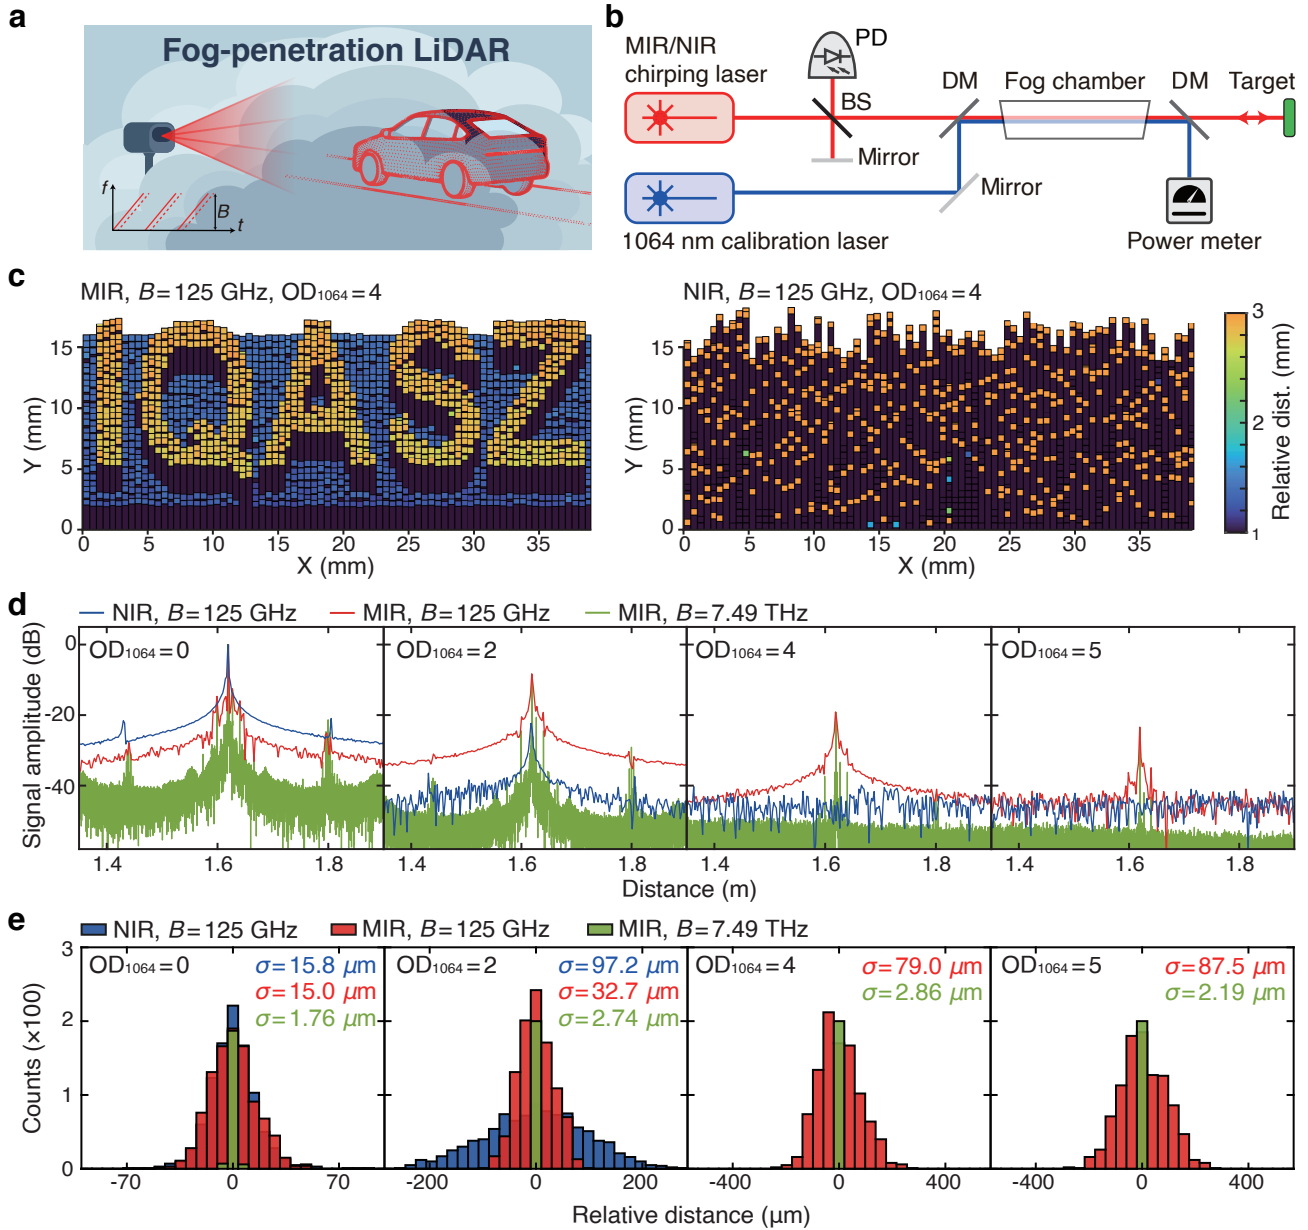 a
Fog-penetration LiDAR
f
B
t
b
MIR/NIR
chirping laser
PD
BS
Mirror
DM
Fog chamber
DM
Target
Mirror
1064 nm calibration laser
Power meter
c
MIR, B=125 GHz, OD1064=4
Y (mm)
15
10
5
0
0 5 10 15 20 25 30 35
X (mm)
IQASZ
NIR, B=125 GHz, OD1064=4
Y (mm)
15
10
5
0
0 5 10 15 20 25 30 35
X (mm)
3
2
1
Relative dist. (mm)
d
NIR, B=125 GHz MIR, B=125 GHz MIR, B=7.49 THz
Signal amplitude (dB)
0
-20
-40
OD1064=0
OD1064=2
OD1064=4
OD1064=5
1.4 1.6 1.8 1.4 1.6 1.8 1.4 1.6 1.8 1.4 1.6 1.8
Distance (m)
e
NIR, B=125 GHz MIR, B=125 GHz MIR, B=7.49 THz
Counts (×100)
3
2
1
0
OD1064=0
σ=15.8 μm
σ=15.0 μm
σ=1.76 μm
OD1064=2
σ=97.2 μm
σ=32.7 μm
σ=2.74 μm
OD1064=4
σ=79.0 μm
σ=2.86 μm
OD1064=5
σ=87.5 μm
σ=2.19 μm
-70 0 70 -200 0 200 -400 0 400 -400 0 400
Relative distance (μm)